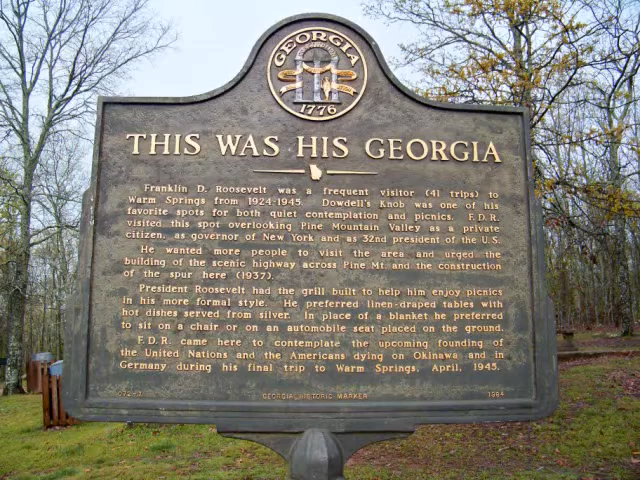 GEORGIA
1776
THIS WAS HIS GEORGIA
Franklin D. Roosevelt was a frequent visitor (41 trips) to
Warm Springs from 1924-1945. Dowdell's Knob was one of his
favorite spots for both quiet contemplation and picnics. F.D.R.
visited this spot overlooking Pine Mountain Valley as a private
citizen, as governor of New York and as 32nd president of the U.S.
He wanted more people to visit the area and urged the
building of the scenic highway across Pine Mt. and the construction
of the spur here (1937).
President Roosevelt had the grill built to help him enjoy picnics
in his more formal style. He preferred linen-draped tables with
hot dishes served from silver. In place of a blanket he preferred
to sit on a chair or on an automobile seat placed on the ground.
F.D.R. came here to contemplate the upcoming founding of
the United Nations and the Americans dying on Okinawa and in
Germany during his final trip to Warm Springs, April, 1945.
GEORGIA HISTORIC MARKER